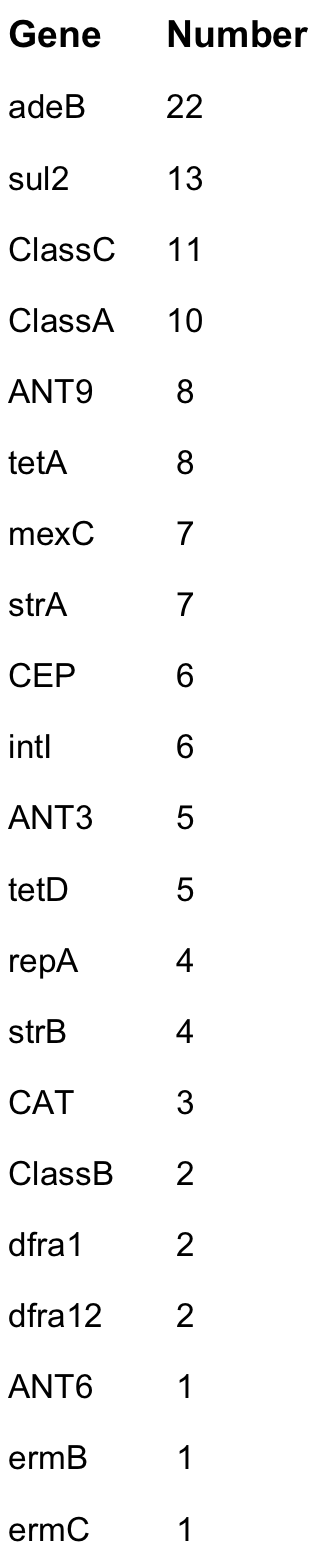 Gene Number
adeB 22
sul2 13
ClassC 11
ClassA 10
ANT9 8
tetA 8
mexC 7
strA 7
CEP 6
intI 6
ANT3 5
tetD 5
repA 4
strB 4
CAT 3
ClassB 2
dfra1 2
dfra12 2
ANT6 1
ermB 1
ermC 1